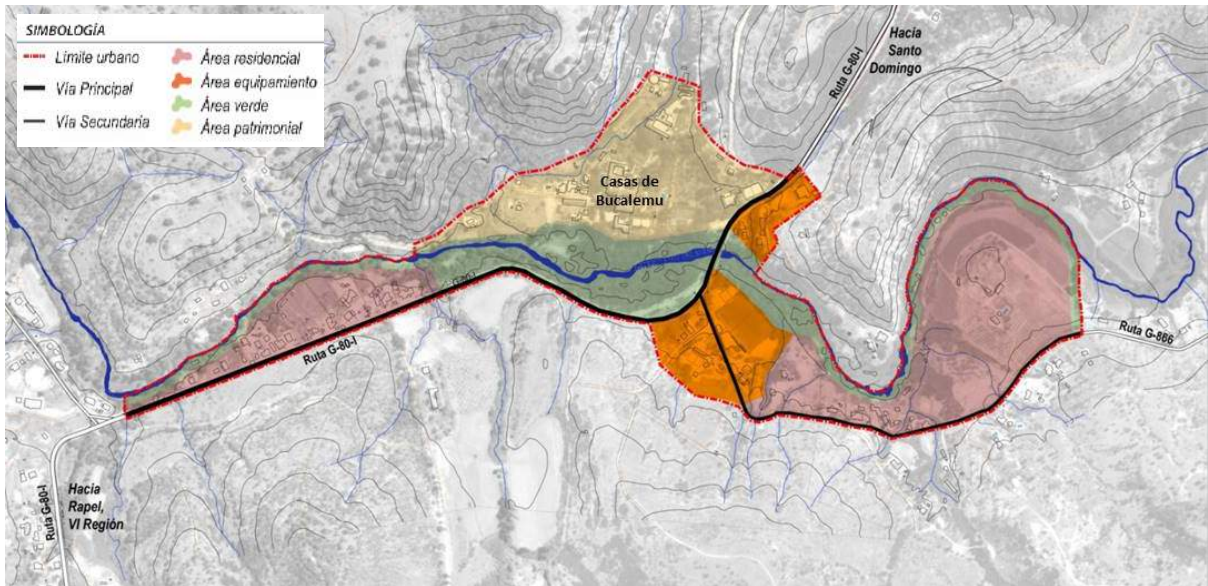 SIMBOLOGÍA
Límite urbano
Vía Principal
Vía Secundaria
Área residencial
Área equipamiento
Área verde
Área patrimonial
Hacia
Santo
Domingo
Ruta G-80-I
Casas de
Bucalemu
Ruta G-866
Ruta G-80-I
Hacia
Rapel,
VI Región
Ruta G-80-I